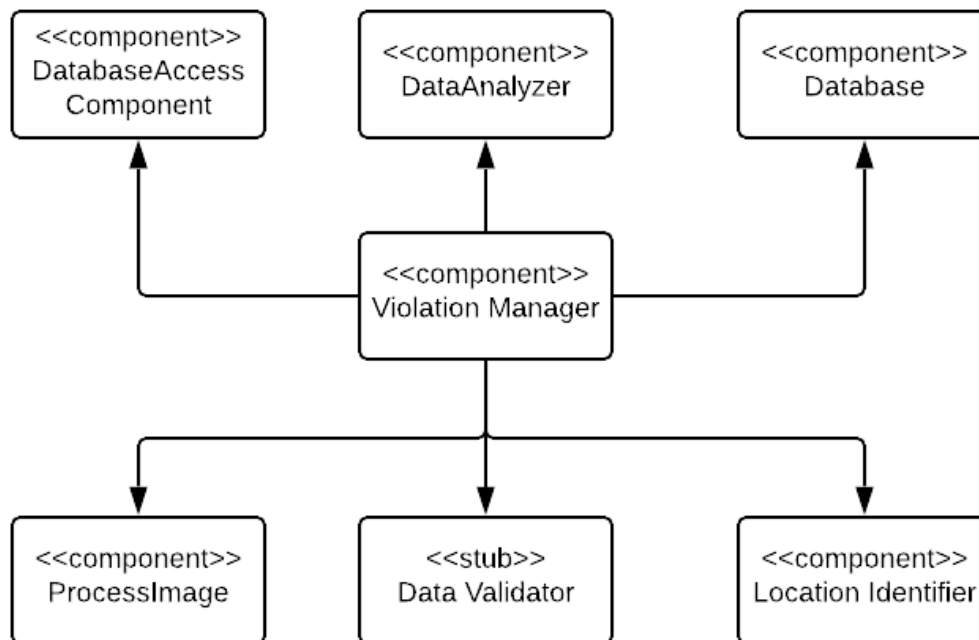 <<component>>
DatabaseAccess
Component
<<component>>
DataAnalyzer
<<component>>
Database
<<component>>
Violation Manager
<<component>>
ProcessImage
<<stub>>
Data Validator
<<component>>
Location Identifier